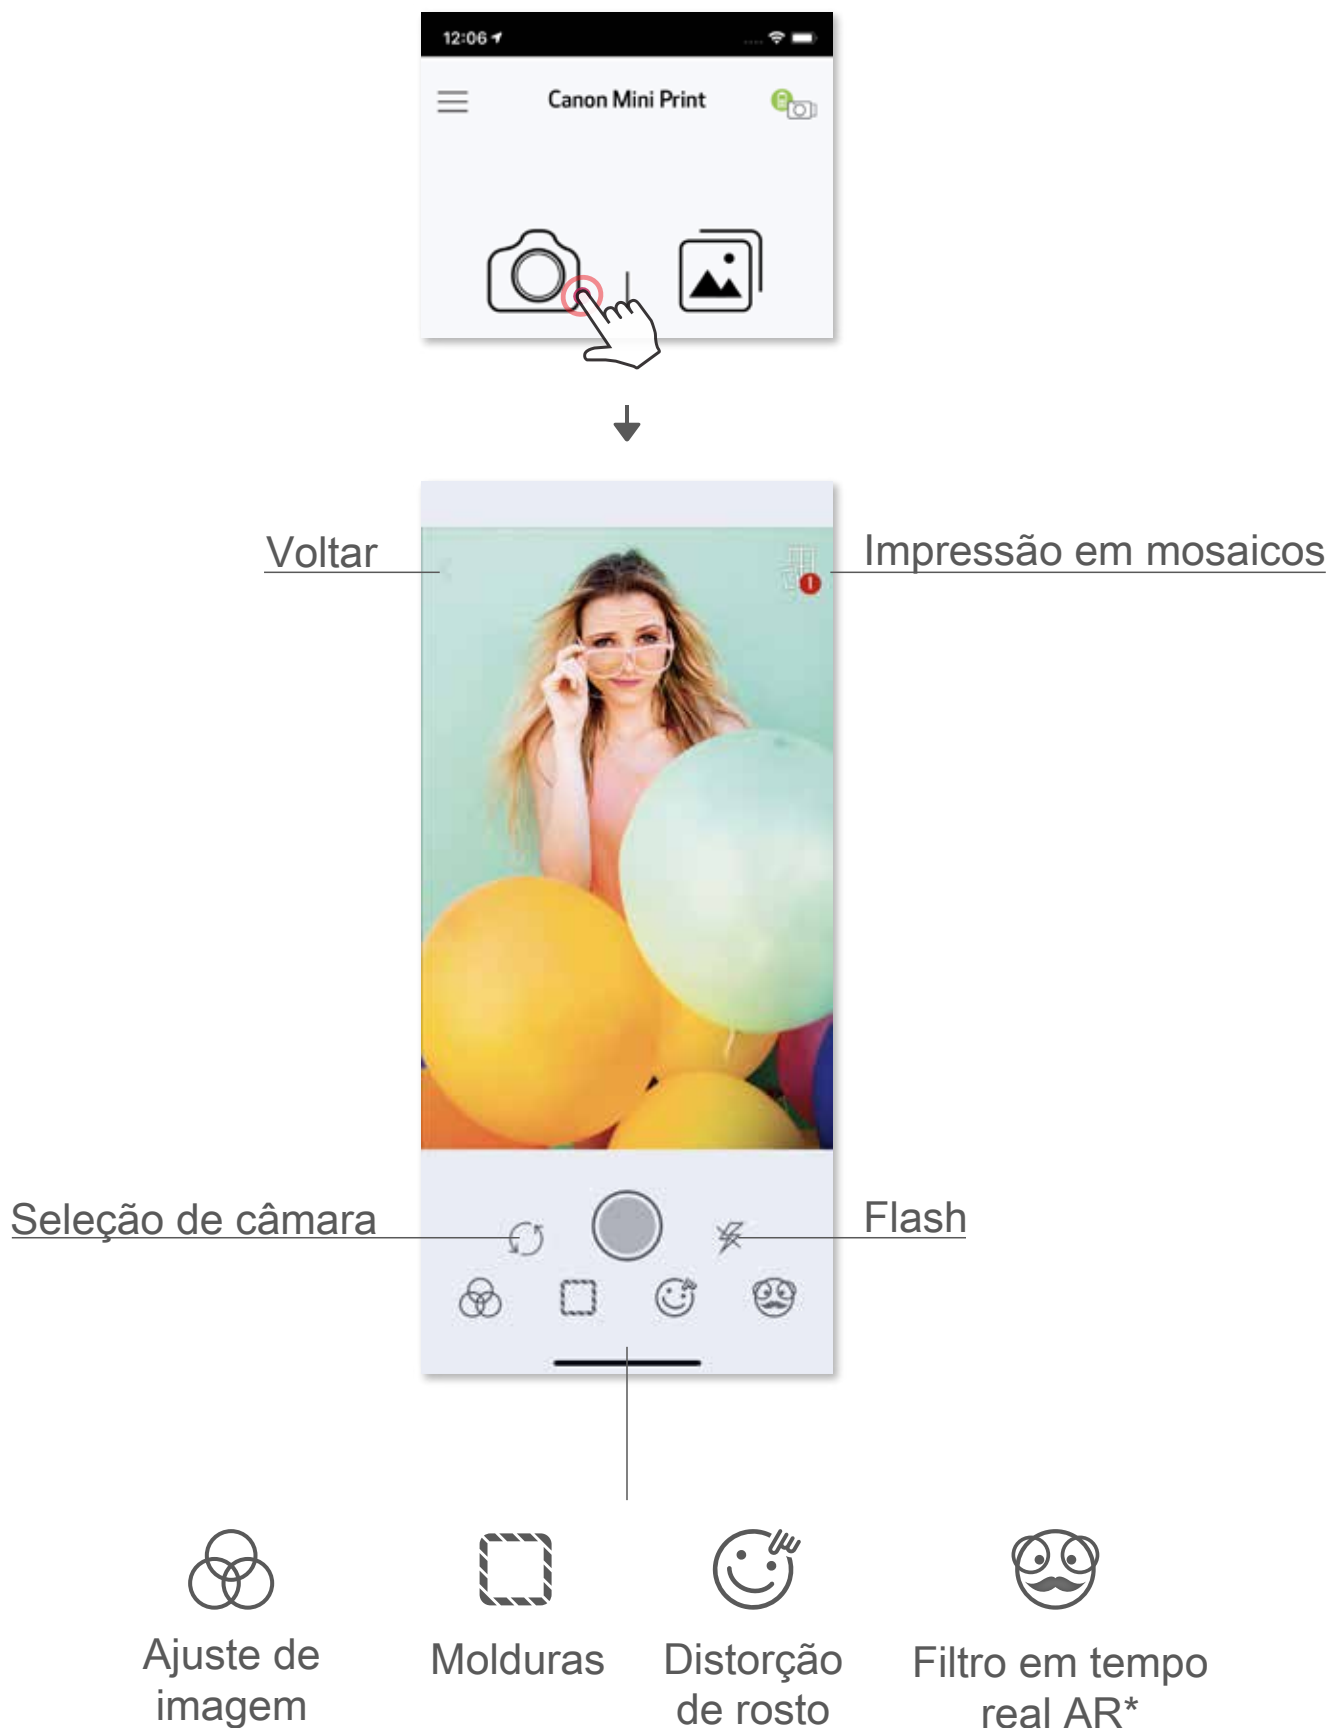 12:06
Canon Mini Print
Voltar
Impressão em mosaicos
1
Seleção de câmara
Flash
Ajuste de
imagem
Molduras
Distorção
de rosto
Filtro em tempo
real AR*